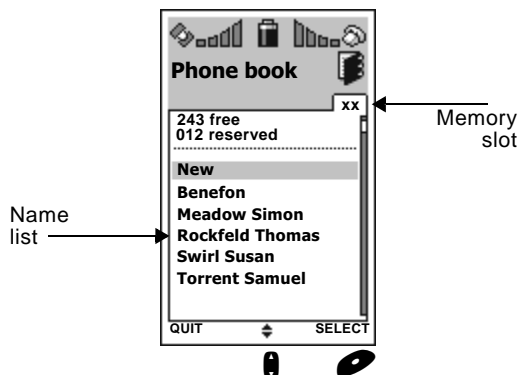 Phone book
xx
Memory
slot
243 free
012 reserved
New
Benefon
Meadow Simon
Name
list
Rockfeld Thomas
Swirl Susan
Torrent Samuel
QUIT
SELECT